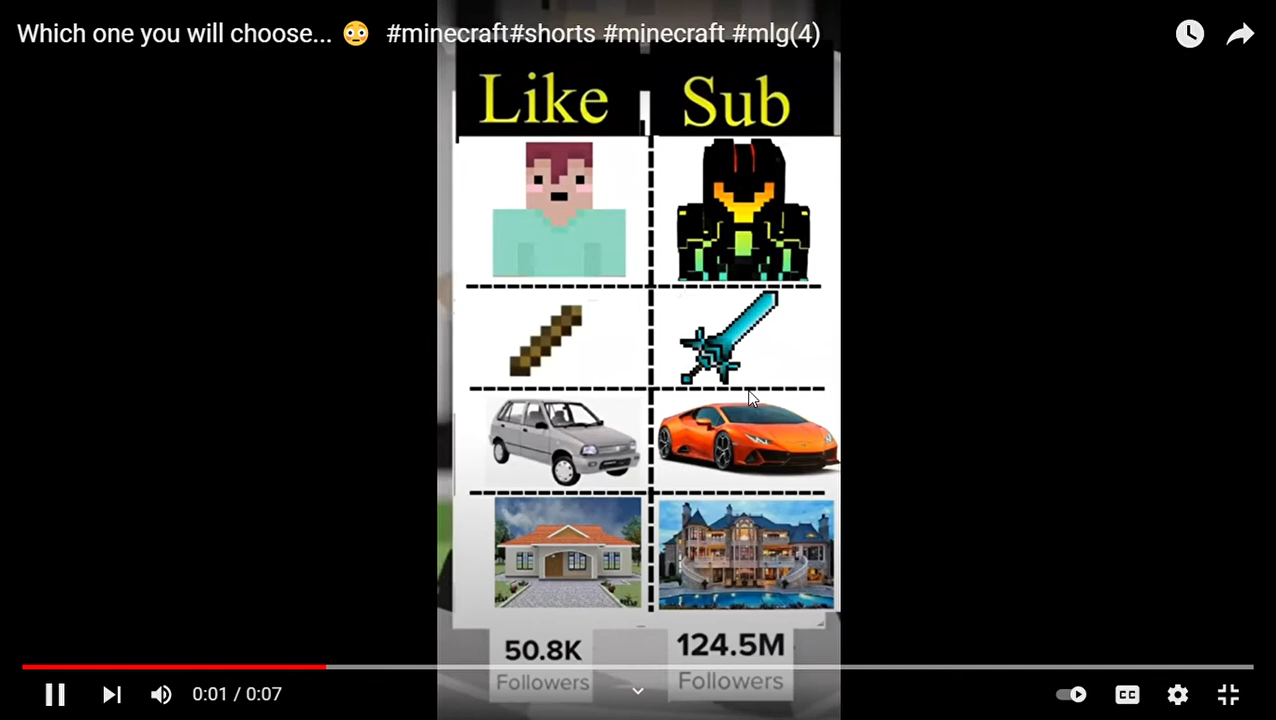 Which one you will choose... 😳 #minecraft#shorts #minecraft #mlg(4)
Like Sub
50.8K 124.5M
Followers Followers
0:01 / 0:07 CC